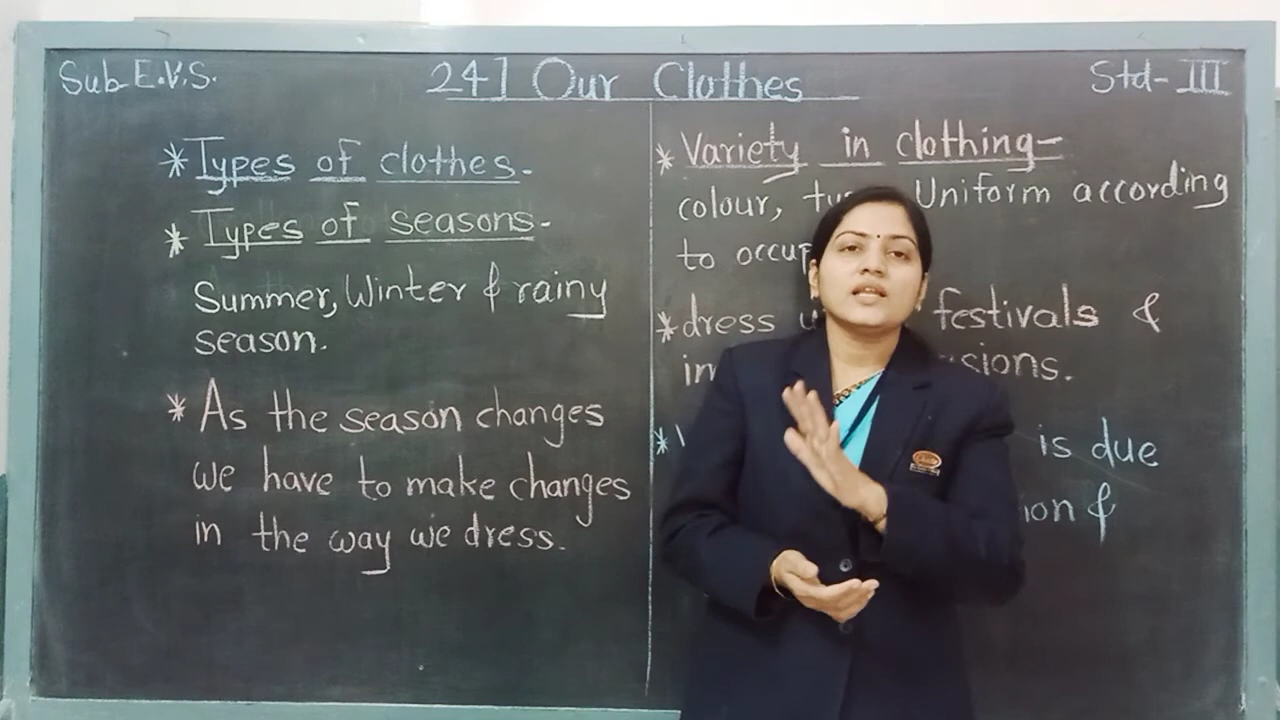 Sub E.V.S.
24] Our Clothes
Std- III
* Types of clothes.
* Types of seasons-
Summer, Winter & rainy
season.
* As the season changes
we have to make changes
in the way we dress.
* Variety in clothing-
colour, Uniform according
to
* dress festivals &
* is due
&